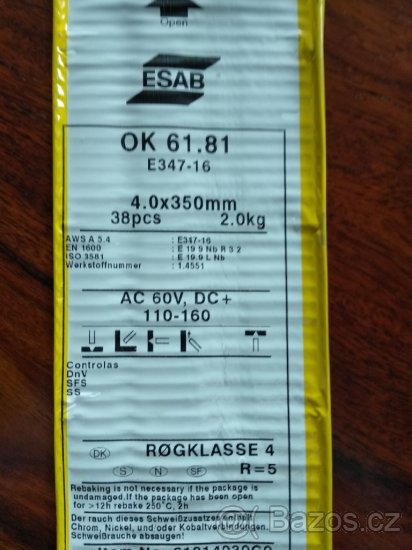 Open
ESAB
OK 61.81
E347-16
4.0x350mm
38pcs 2.0kg
AWS A 5.4 : E347-16
EN 1600 : E 19 9 Nb R 3 2
ISO 3581 : E 19.9 L Nb
Werkstoffnummer : 1.4551
AC 60V, DC+
110-160
Controlas
DnV
SFS
SS
DK RØGKLASSE 4
S N SF R=5
Rebaking is not necessary if the package is
undamaged.If the package has been open
for >12h rebake 250°C, 2h
Der rauch dieses Schweißzusatzes enthält
Chrom, Nickel, und oder Kobaltverbindungen.
Schweißrauche absaugen!
Bazos.cz